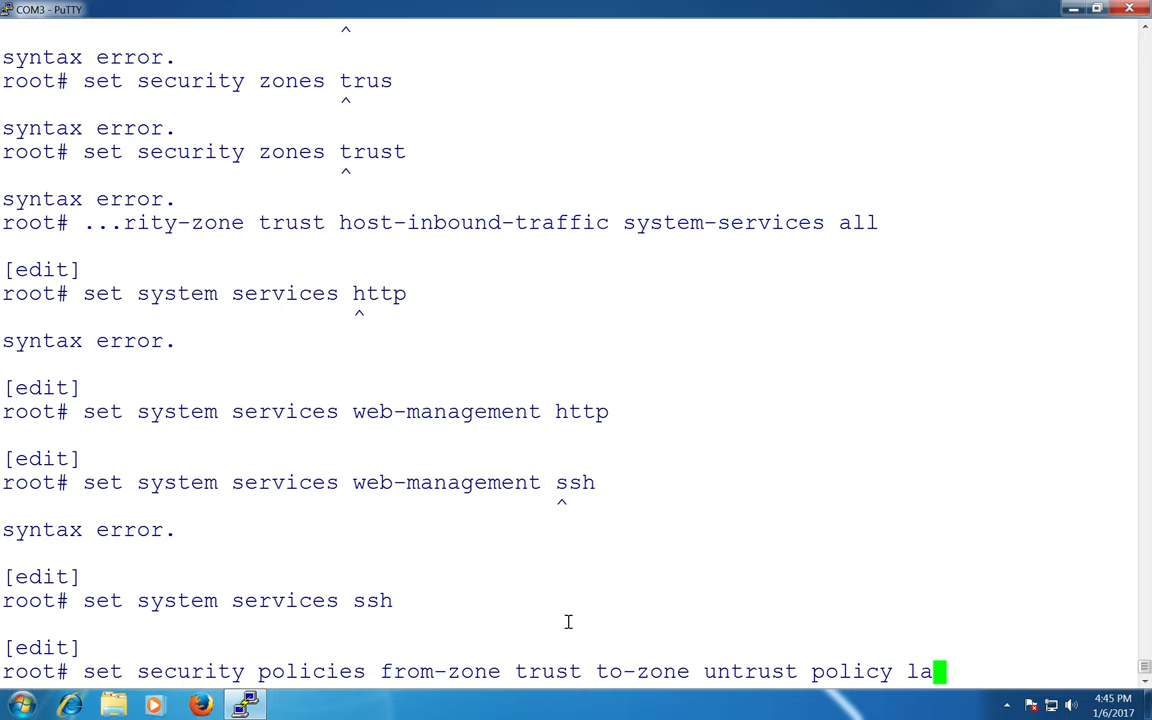 COM3 - PuTTY
^
syntax error.
root# set security zones trus
^
syntax error.
root# set security zones trust
^
syntax error.
root# ...rity-zone trust host-inbound-traffic system-services all
[edit]
root# set system services http
^
syntax error.
[edit]
root# set system services web-management http
[edit]
root# set system services web-management ssh
^
syntax error.
[edit]
root# set system services ssh
[edit]
root# set security policies from-zone trust to-zone untrust policy la
4:45 PM
1/6/2017